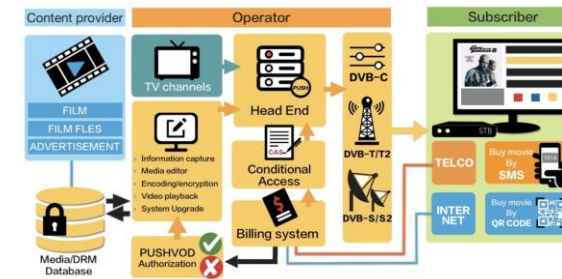 Content provider
Operator
Subscriber
FILM
FILM FLES
ADVERTISEMENT
Media/DRM
Database
TV channels
Information capture
Media editor
Encoding/encryption
Video playback
System Upgrade
PUSHVOD
Authorization
PUSH
Head End
CAS
Conditional
Access
Billing system
DVB-C
DVB-T/T2
DVB-S/S2
STB
TELCO
Buy movie
By
SMS
INTER
NET
Buy movie
By
QR CODE